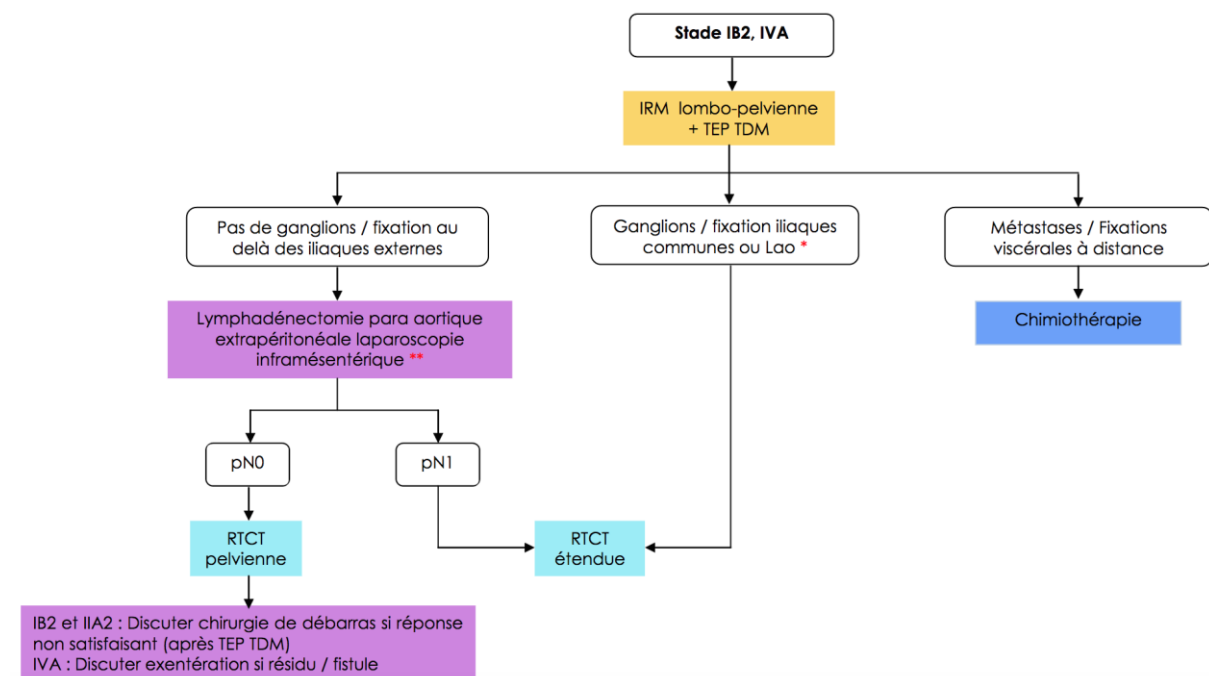 Stade IB2, IVA
IRM lombo-pelvienne
+ TEP TDM
Pas de ganglions / fixation au
delà des iliaques externes
Ganglions / fixation iliaques
communes ou Lao *
Métastases / Fixations
viscérales à distance
Lymphadénectomie para aortique
extrapéritonéale laparoscopie
inframésentérique **
Chimiothérapie
pN0
pN1
RTCT
pelvienne
RTCT
étendue
IB2 et IIA2 : Discuter chirurgie de débarras si réponse
non satisfaisant (après TEP TDM)
IVA : Discuter exentération si résidu / fistule